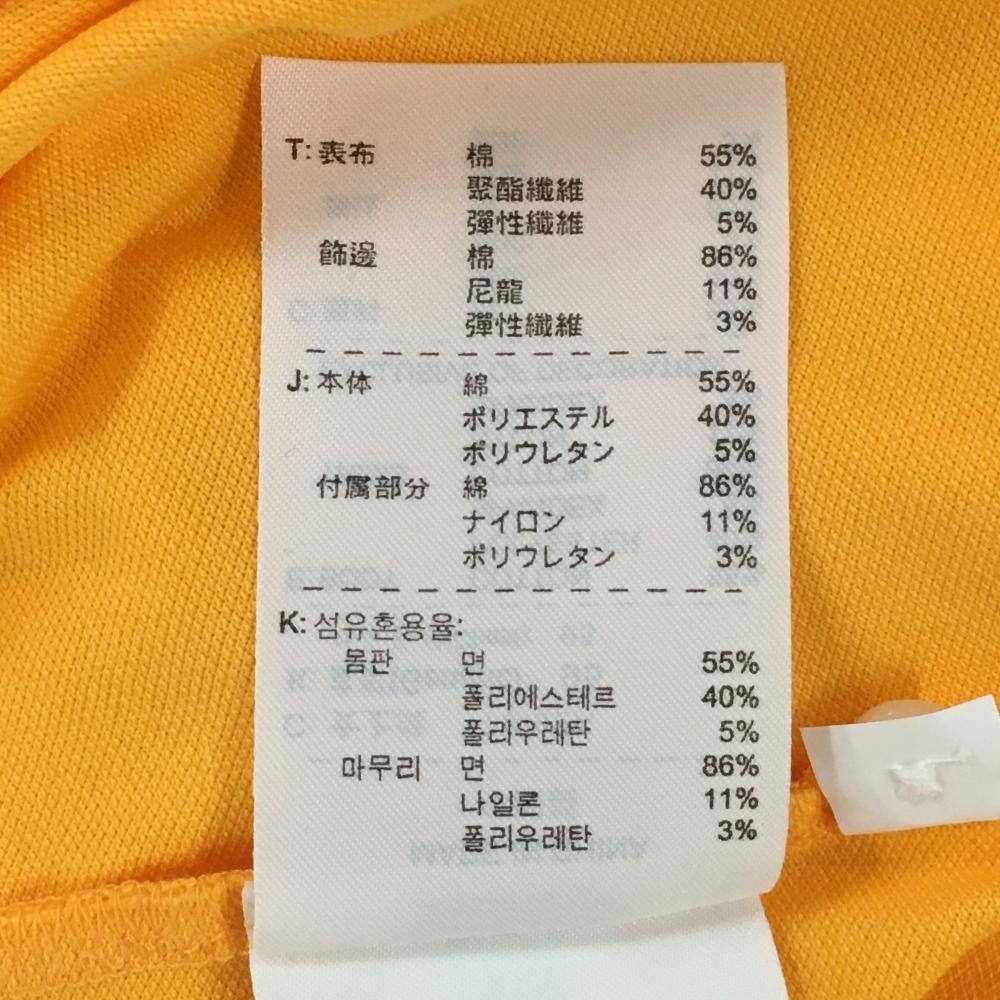 T: 表布 棉 55%
聚酯纖維 40%
彈性纖維 5%
飾邊 棉 86%
尼龍 11%
彈性纖維 3%
J: 本体 綿 55%
ポリエステル 40%
ポリウレタン 5%
付属部分 綿 86%
ナイロン 11%
ポリウレタン 3%
K: 섬유혼용율:
몸판 면 55%
폴리에스테르 40%
폴리우레탄 5%
마무리 면 86%
나일론 11%
폴리우레탄 3%